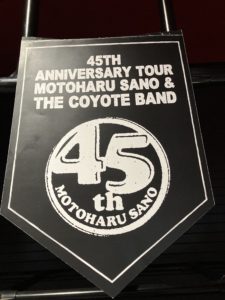 45TH
ANNIVERSARY TOUR
MOTOHARU SANO &
THE COYOTE BAND
45
th
MOTOHARU SANO